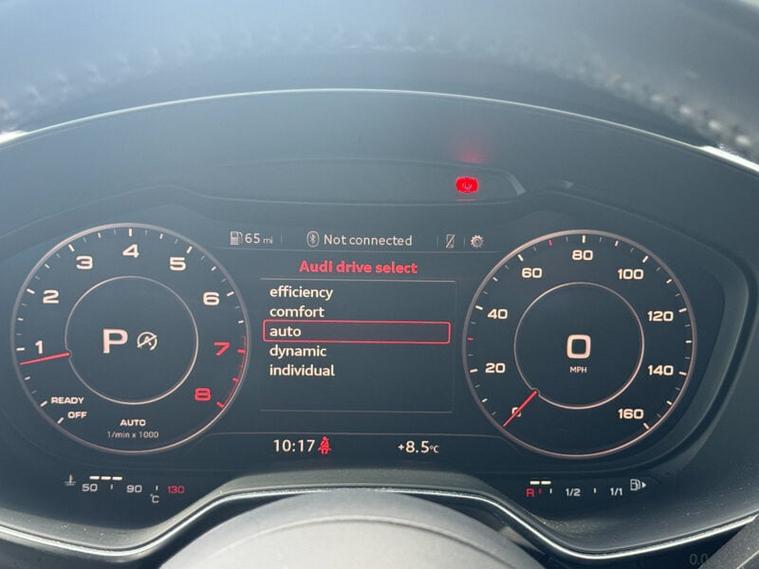 65 mi
Not connected
Audi drive select
efficiency
comfort
auto
dynamic
individual
1
2
3
4
5
6
7
8
P A
READY
OFF
AUTO
1/min x 1000
0
20
40
60
80
100
120
140
160
0
MPH
10:17
+8.5°C
50 90 130
°C
R 1/2 1/1
0.0